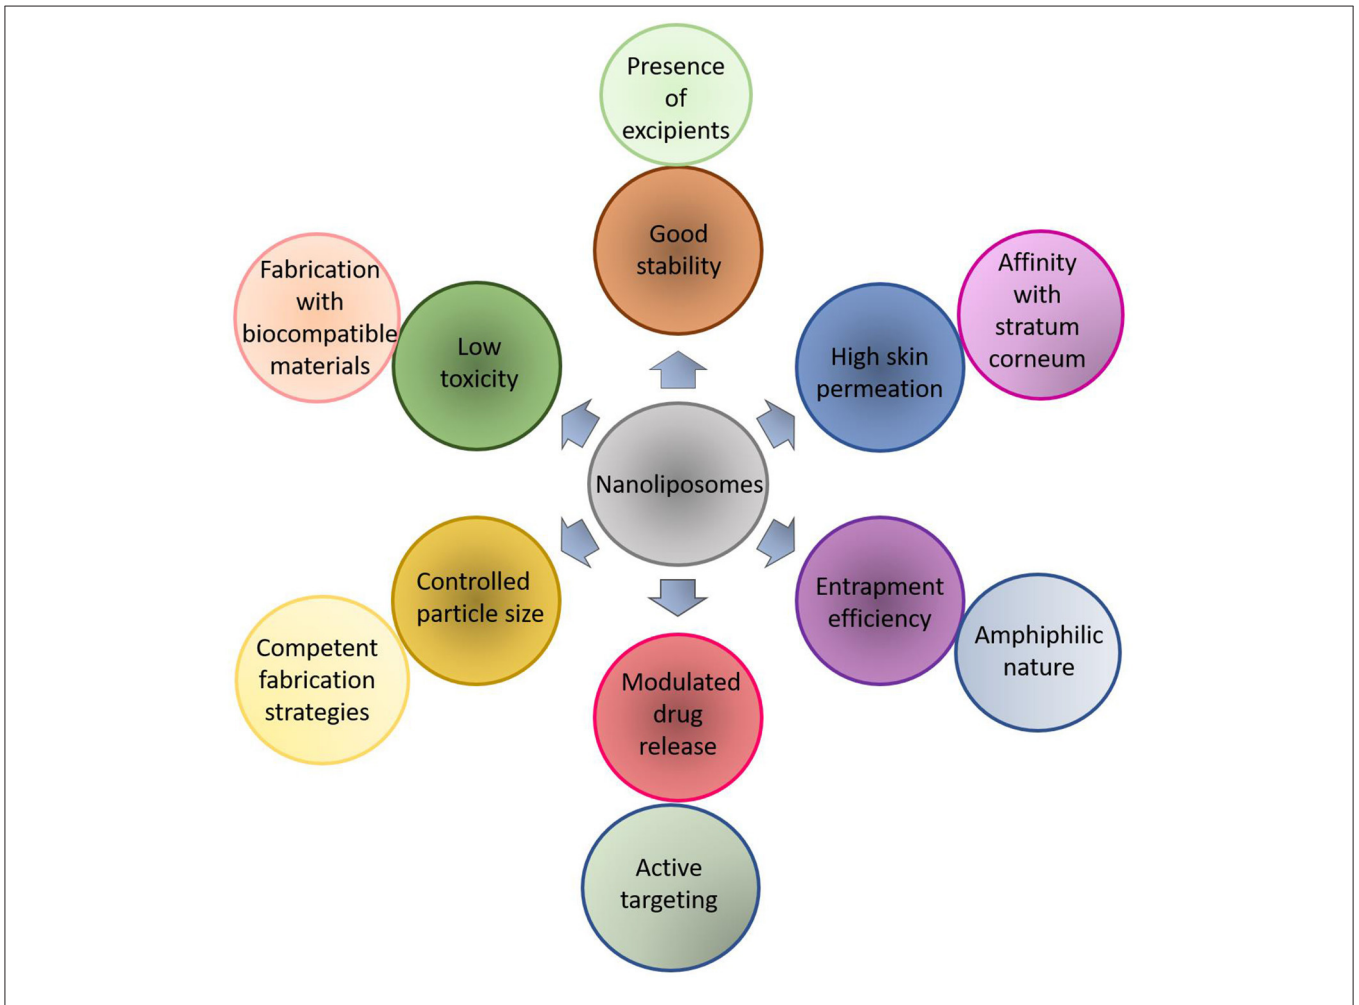 Presence
of
excipients
Good
stability
Fabrication
with
biocompatible
materials
Low
toxicity
High skin
permeation
Affinity
with
stratum
corneum
Nanoliposomes
Controlled
particle size
Competent
fabrication
strategies
Entrapment
efficiency
Amphiphilic
nature
Modulated
drug
release
Active
targeting